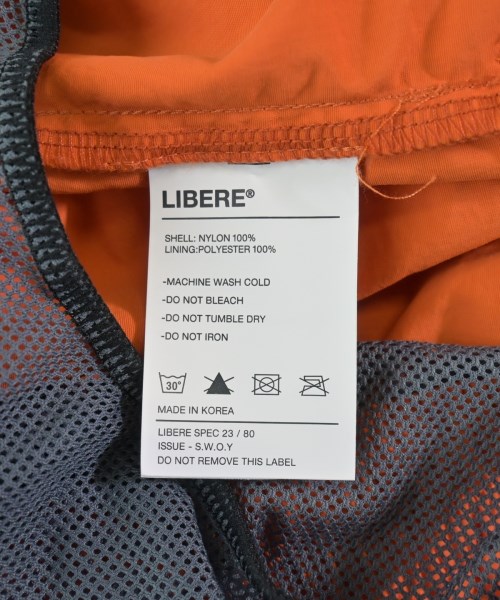 LIBERE®
SHELL: NYLON 100%
LINING:POLYESTER 100%
-MACHINE WASH COLD
-DO NOT BLEACH
-DO NOT TUMBLE DRY
-DO NOT IRON
30°
MADE IN KOREA
LIBERE SPEC 23 / 80
ISSUE - S.W.O.Y
DO NOT REMOVE THIS LABEL